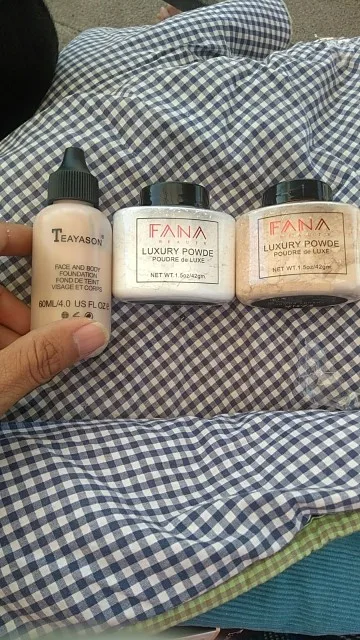 TEAYASON
FACE AND BODY
FOUNDATION
FOND DE TEINT
VISAGE ET CORPS
60ML/4.0 US FL OZ
FANA
BEAUTY
LUXURY POWDE
POUDRE de LUXE
NET WT 1.5oz/42gm
FANA
BEAUTY
LUXURY POWDE
POUDRE de LUXE
NET WT 1.5oz/42gm